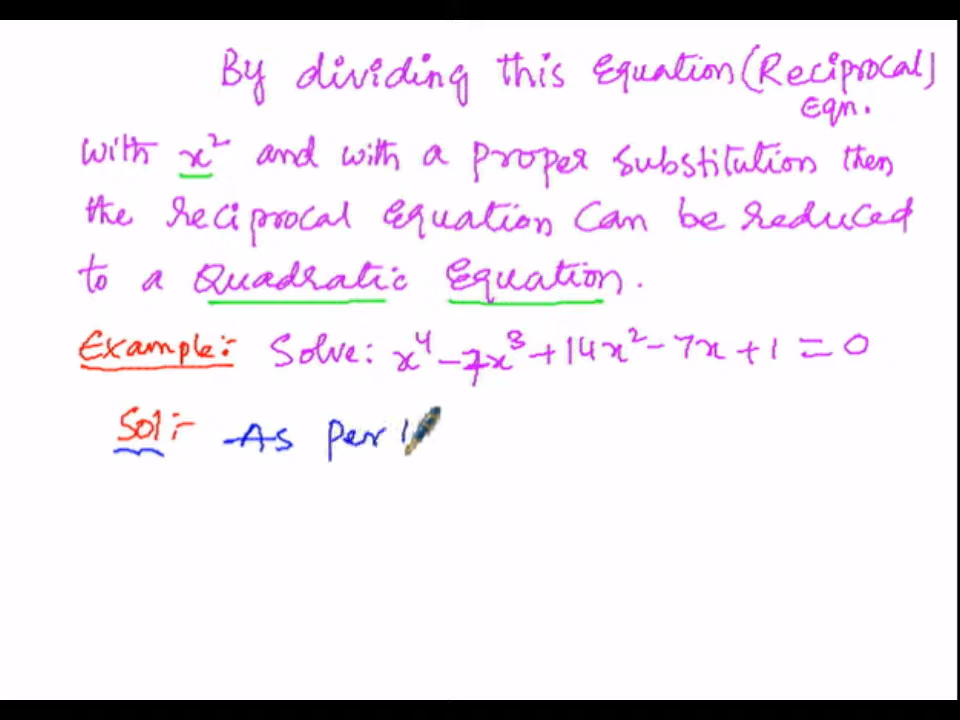 By dividing this Equation (Reciprocal)
Eqn.
with x² and with a proper substitution then
the reciprocal Equation can be reduced
to a Quadratic Equation.
Example:- Solve: x⁴ - 7x³ + 14x² - 7x + 1 = 0
Sol:- As per